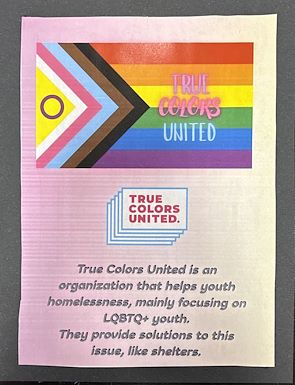 TRUE
COLORS
UNITED
TRUE
COLORS
UNITED.
True Colors United is an
organization that helps youth
homelessness, mainly focusing on
LQBTQ+ youth.
They provide solutions to this
issue, like shelters.